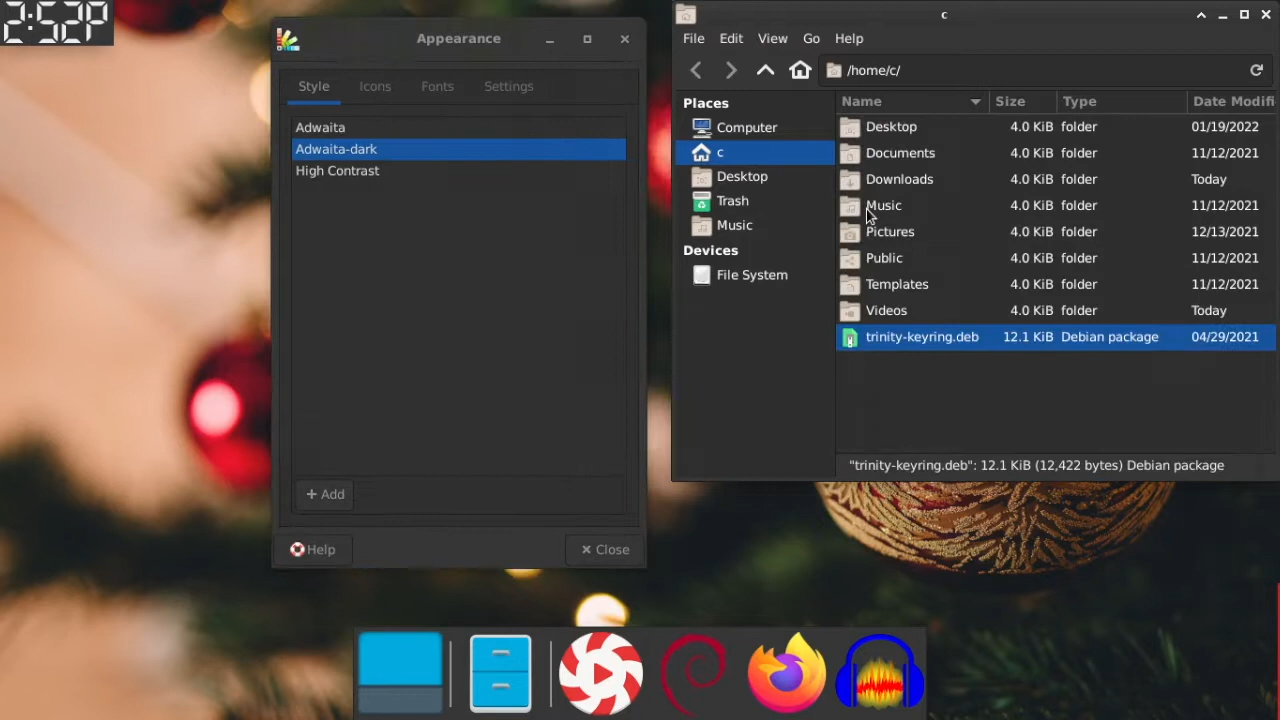 2:52P
Appearance
Style Icons Fonts Settings
Adwaita
Adwaita-dark
High Contrast
+ Add
Help
Close
c
File Edit View Go Help
/home/c/
Places
Computer
c
Desktop
Trash
Music
Devices
File System
Name Size Type Date Modifi
Desktop 4.0 KiB folder 01/19/2022
Documents 4.0 KiB folder 11/12/2021
Downloads 4.0 KiB folder Today
Music 4.0 KiB folder 11/12/2021
Pictures 4.0 KiB folder 12/13/2021
Public 4.0 KiB folder 11/12/2021
Templates 4.0 KiB folder 11/12/2021
Videos 4.0 KiB folder Today
trinity-keyring.deb 12.1 KiB Debian package 04/29/2021
"trinity-keyring.deb": 12.1 KiB (12,422 bytes) Debian package